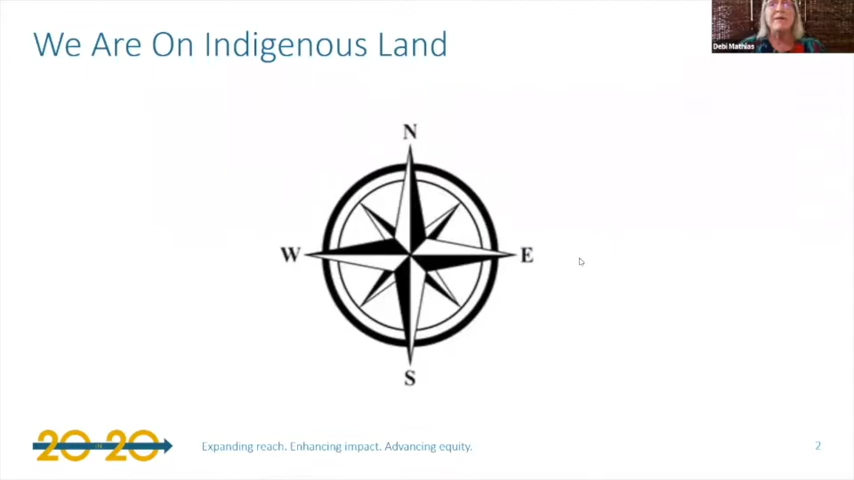 We Are On Indigenous Land
Debi Mathias
N
W
E
S
20 20
Expanding reach. Enhancing impact. Advancing equity.
2